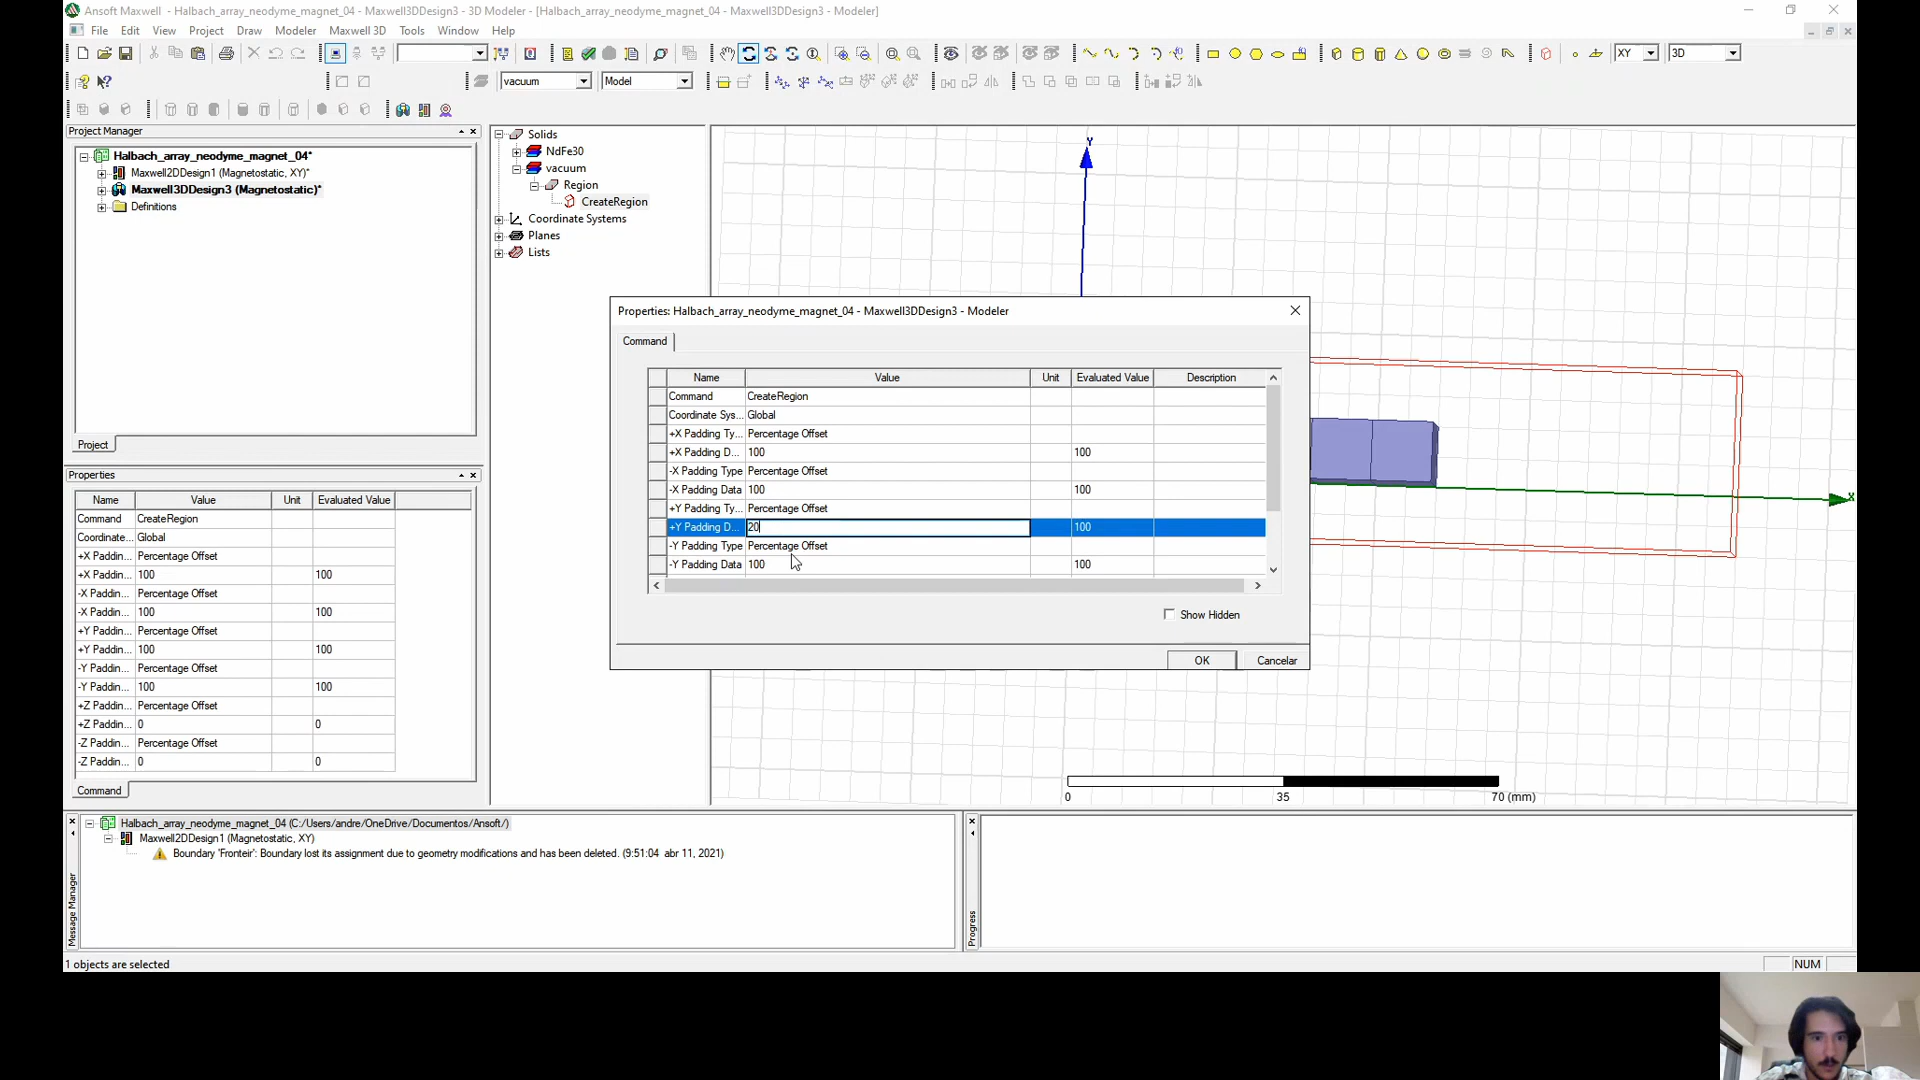 Ansoft Maxwell - Halbach_array_neodyme_magnet_04 - Maxwell3DDesign3 - 3D Modeler - [Halbach_array_neodyme_magnet_04 - Maxwell3DDesign3 - Modeler]
File Edit View Project Draw Modeler Maxwell 3D Tools Window Help
XY 3D
vacuum Model
Project Manager
Halbach_array_neodyme_magnet_04*
Maxwell2DDesign1 (Magnetostatic, XY)*
Maxwell3DDesign3 (Magnetostatic)*
Definitions
Project
Solids
NdFe30
vacuum
Region
CreateRegion
Coordinate Systems
Planes
Lists
Y
X
Properties: Halbach_array_neodyme_magnet_04 - Maxwell3DDesign3 - Modeler
Command
Name Value Unit Evaluated Value Description
Command CreateRegion
Coordinate Sys... Global
+X Padding Ty... Percentage Offset
+X Padding D... 100 100
-X Padding Type Percentage Offset
-X Padding Data 100 100
+Y Padding Ty... Percentage Offset
+Y Padding D... 20 100
-Y Padding Type Percentage Offset
-Y Padding Data 100 100
Show Hidden
OK Cancelar
Properties
Name Value Unit Evaluated Value
Command CreateRegion
Coordinate... Global
+X Paddin... Percentage Offset
+X Paddin... 100 100
-X Paddin... Percentage Offset
-X Paddin... 100 100
+Y Paddin... Percentage Offset
+Y Paddin... 100 100
-Y Paddin... Percentage Offset
-Y Paddin... 100 100
+Z Paddin... Percentage Offset
+Z Paddin... 0 0
-Z Paddin... Percentage Offset
-Z Paddin... 0 0
Command
0 35 70 (mm)
Message Manager
Halbach_array_neodyme_magnet_04 (C:/Users/andre/OneDrive/Documentos/Ansoft/)
Maxwell2DDesign1 (Magnetostatic, XY)
Boundary 'Fronteir': Boundary lost its assignment due to geometry modifications and has been deleted. (9:51:04 abr 11, 2021)
Progress
1 objects are selected
NUM